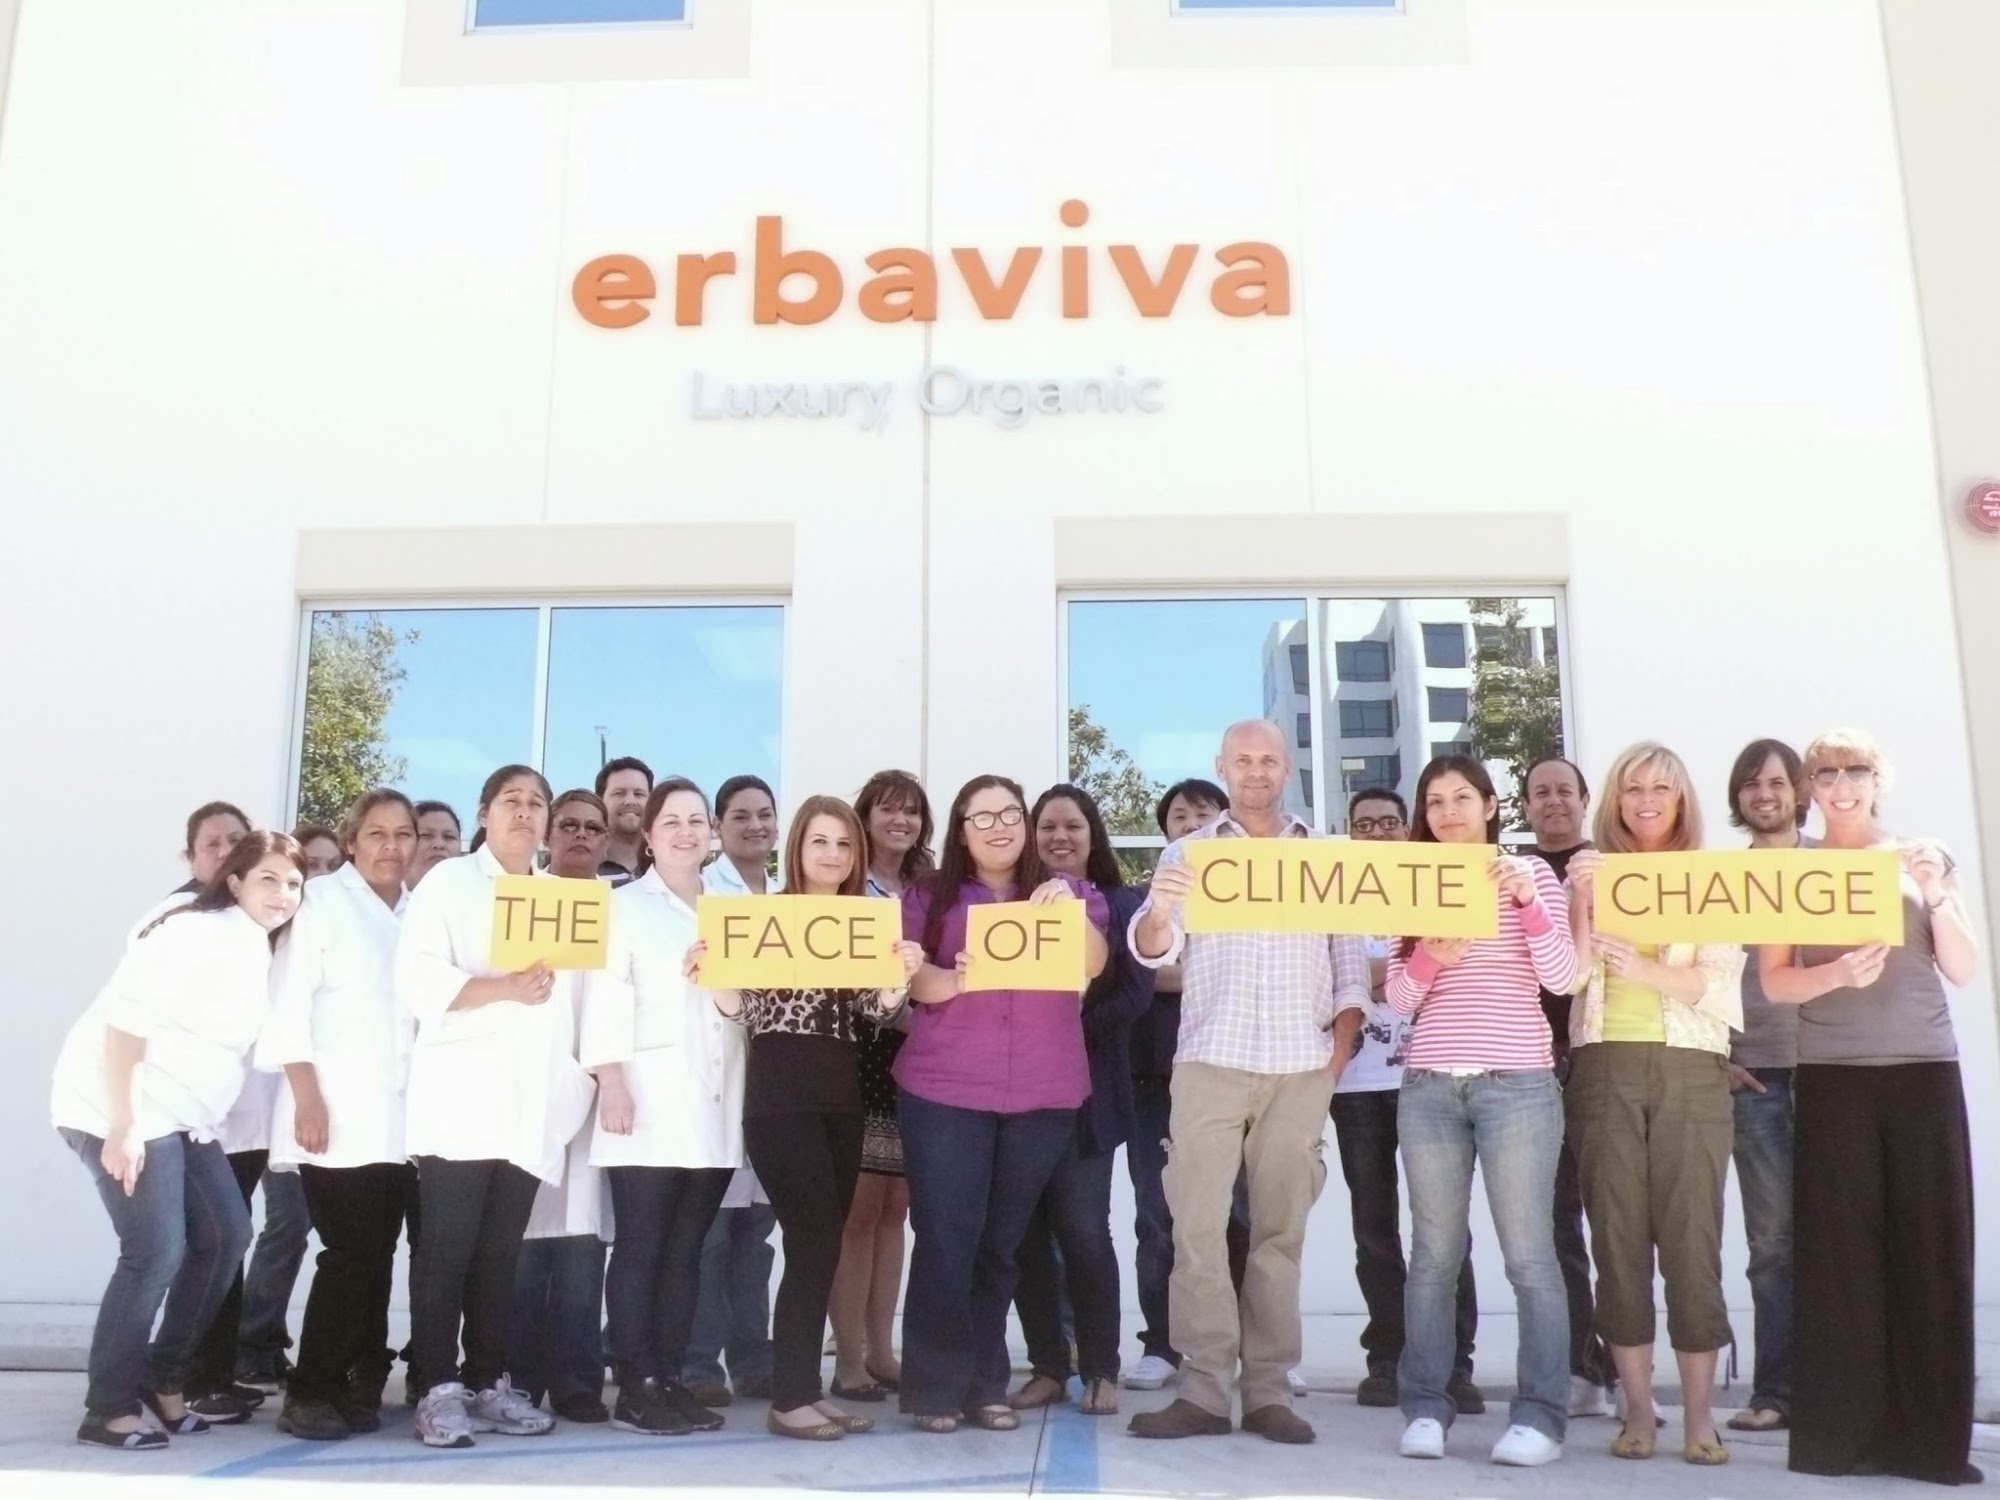 erbaviva
Luxury Organic
THE FACE OF CLIMATE CHANGE